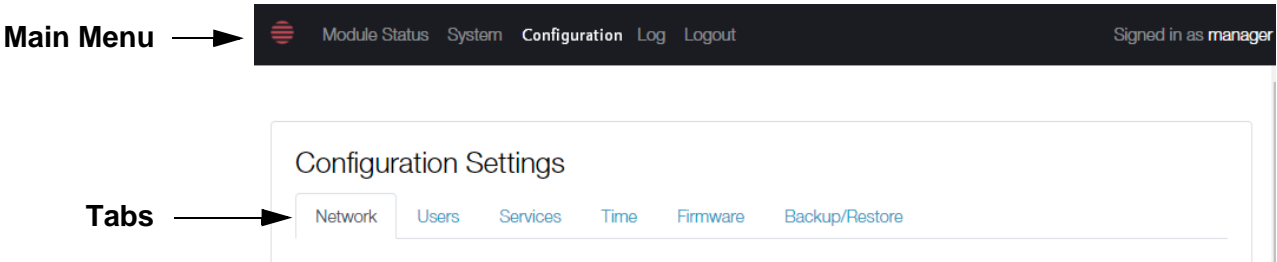 Main Menu Module Status System Configuration Log Logout Signed in as manager
Configuration Settings
Tabs Network Users Services Time Firmware Backup/Restore